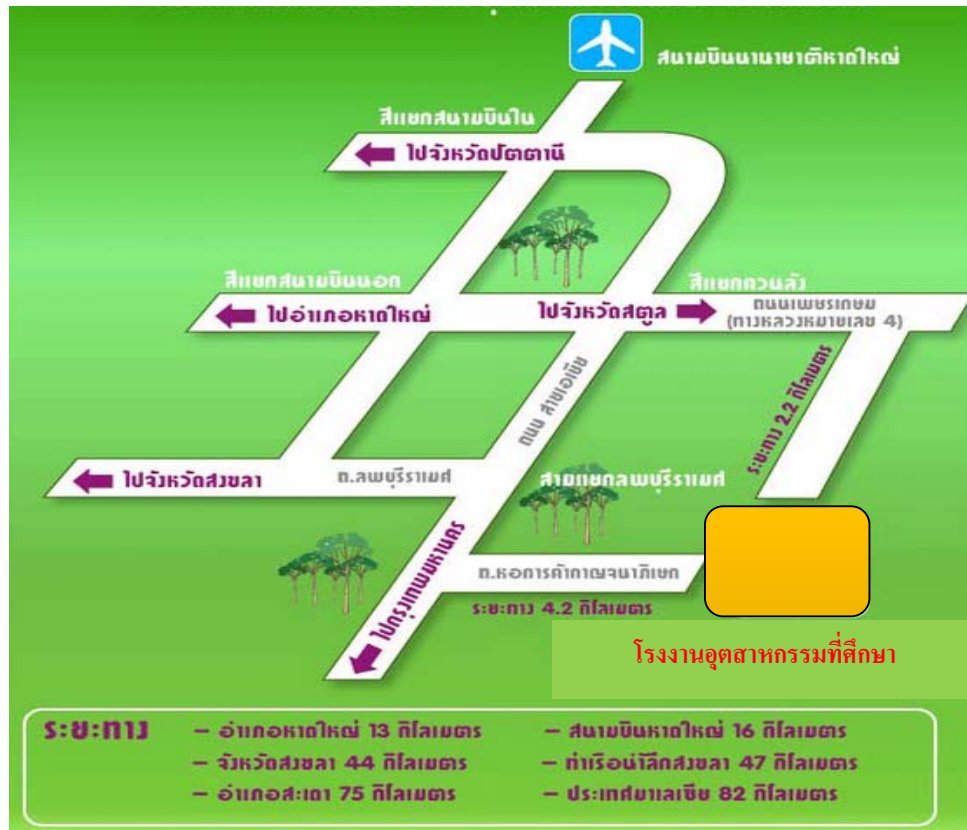 สนามบินนานาชาติหาดใหญ่
สี่แยกสนามบินใน
ไปจังหวัดปัตตานี
สี่แยกสนามบินนอก
ไปอำเภอหาดใหญ่
ไปจังหวัดสตูล
สี่แยกควนลัง
ถนนเพชรเกษม
(ทางหลวงหมายเลข 4)
ถนน สายเอเชีย
ระยะทาง 2.2 กิโลเมตร
ไปจังหวัดสงขลา
ถ.ลพบุรีราเมศ
สามแยกลพบุรีราเมศ
ไปกรุงเทพมหานคร
ถ.หอการค้ากาญจนาภิเษก
ระยะทาง 4.2 กิโลเมตร
โรงงานอุตสาหกรรมที่ศึกษา
ระยะทาง
– อำเภอหาดใหญ่ 13 กิโลเมตร
– สนามบินหาดใหญ่ 16 กิโลเมตร
– จังหวัดสงขลา 44 กิโลเมตร
– ท่าเรือน้ำลึกสงขลา 47 กิโลเมตร
– อำเภอสะเดา 75 กิโลเมตร
– ประเทศมาเลเซีย 82 กิโลเมตร